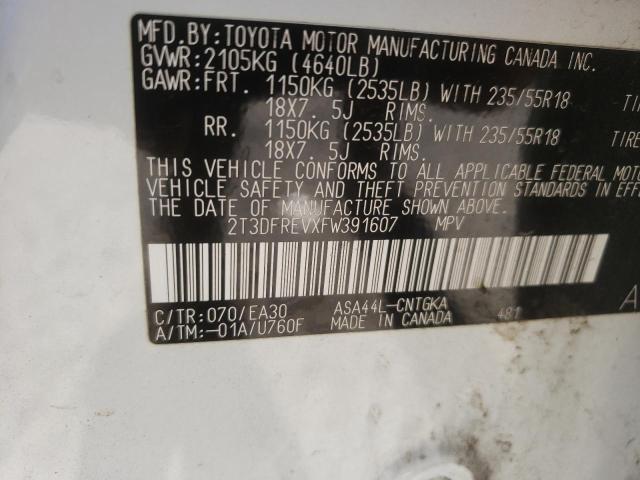 MFD.BY:TOYOTA MOTOR MANUFACTURING CANADA INC.
GVWR:2105KG (4640LB)
GAWR:FRT. 1150KG (2535LB) WITH 235/55R18 TI
18X7. 5J RIMS.
RR. 1150KG (2535LB) WITH 235/55R18 TIRE
18X7. 5J RIMS.
THIS VEHICLE CONFORMS TO ALL APPLICABLE FEDERAL MOTO
VEHICLE SAFETY AND THEFT PREVENTION STANDARDS IN EFFE
THE DATE OF MANUFACTURE SHOWN ABOVE.
2T3DFREVXFW391607 MPV
C/TR:070/EA30 ASA44L-CNTGKA A
A/TM:-01A/U760F MADE IN CANADA 481